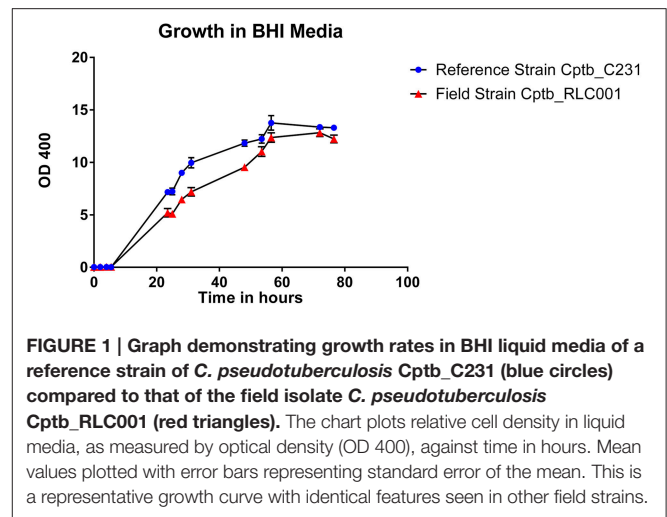 Growth in BHI Media
20
15
10
5
0
OD 400
0 20 40 60 80 100
Time in hours
Reference Strain Cptb_C231
Field Strain Cptb_RLC001
FIGURE 1 | Graph demonstrating growth rates in BHI liquid media of a
reference strain of C. pseudotuberculosis Cptb_C231 (blue circles)
compared to that of the field isolate C. pseudotuberculosis
Cptb_RLC001 (red triangles). The chart plots relative cell density in liquid
media, as measured by optical density (OD 400), against time in hours. Mean
values plotted with error bars representing standard error of the mean. This is
a representative growth curve with identical features seen in other field strains.